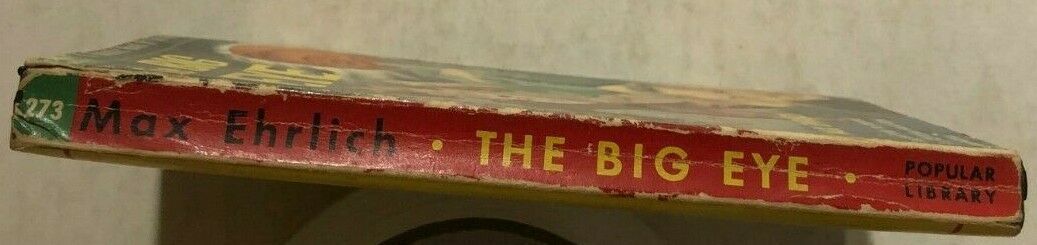 273 Max Ehrlich • THE BIG EYE • POPULAR
LIBRARY